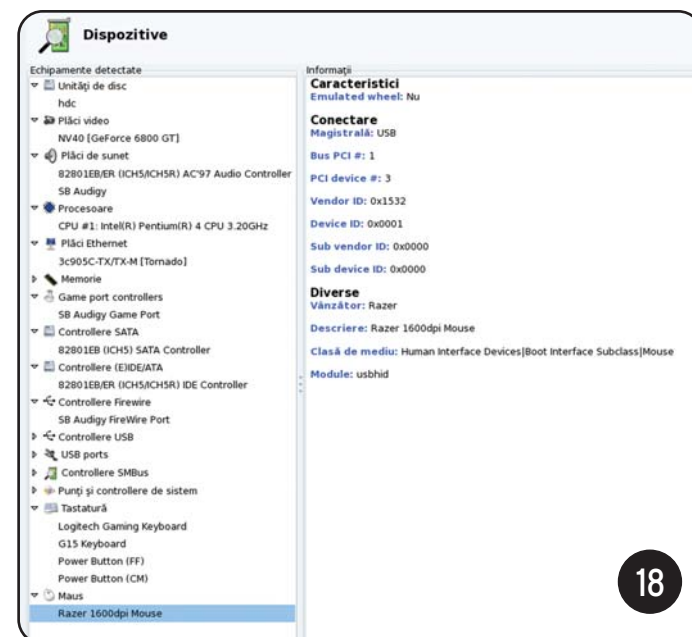 Dispozitive
Echipamente detectate
Unități de disc
hdc
Plăci video
NV40 [GeForce 6800 GT]
Plăci de sunet
82801EB/ER (ICH5/ICH5R) AC'97 Audio Controller
SB Audigy
Procesoare
CPU #1: Intel(R) Pentium(R) 4 CPU 3.20GHz
Plăci Ethernet
3c905C-TX/TX-M [Tornado]
Memorie
Game port controllers
SB Audigy Game Port
Controllere SATA
82801EB (ICH5) SATA Controller
Controllere (E)IDE/ATA
82801EB/ER (ICH5/ICH5R) IDE Controller
Controllere Firewire
SB Audigy FireWire Port
Controllere USB
USB ports
Controllere SMBus
Punți și controllere de sistem
Tastatură
Logitech Gaming Keyboard
G15 Keyboard
Power Button (FF)
Power Button (CM)
Maus
Razer 1600dpi Mouse
Informații
Caracteristici
Emulated wheel: Nu
Conectare
Magistrală: USB
Bus PCI #: 1
PCI device #: 3
Vendor ID: 0x1532
Device ID: 0x0001
Sub vendor ID: 0x0000
Sub device ID: 0x0000
Diverse
Vânzător: Razer
Descriere: Razer 1600dpi Mouse
Clasă de mediu: Human Interface Devices|Boot Interface Subclass|Mouse
Module: usbhid
18